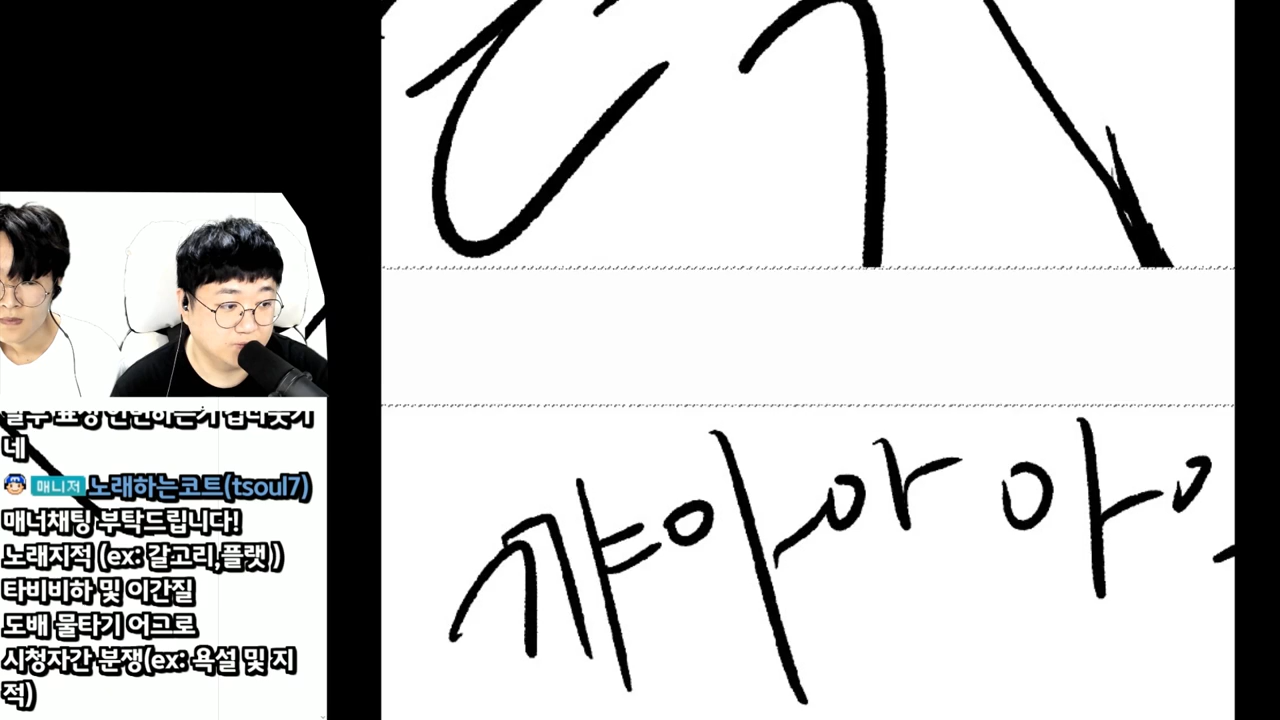 네
매니저 노래하는코트(tsoul7)
매너채팅 부탁드립니다!
노래지적 (ex: 갈고리,플랫 )
타비비하 및 이간질
도배 물타기 어그로
시청자간 분쟁(ex: 욕설 및 지
적)
꺄아아아